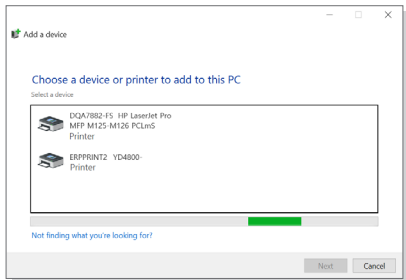 Add a device
Choose a device or printer to add to this PC
Select a device
DQA7882-F5 HP LaserJet Pro
MFP M125-M126 PCLmS
Printer
ERPPRINT2 YD4800-
Printer
Not finding what you're looking for?
Next
Cancel